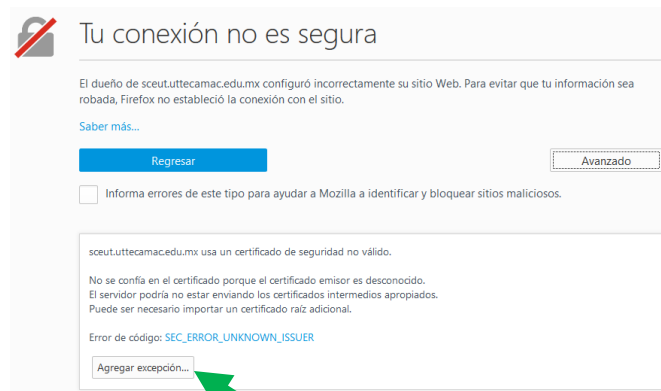 Tu conexión no es segura
El dueño de sceut.uttecamac.edu.mx configuró incorrectamente su sitio Web. Para evitar que tu información sea
robada, Firefox no estableció la conexión con el sitio.
Saber más...
Regresar
Avanzado
Informa errores de este tipo para ayudar a Mozilla a identificar y bloquear sitios maliciosos.
sceut.uttecamac.edu.mx usa un certificado de seguridad no válido.
No se confía en el certificado porque el certificado emisor es desconocido.
El servidor podría no estar enviando los certificados intermedios apropiados.
Puede ser necesario importar un certificado raíz adicional.
Error de código: SEC_ERROR_UNKNOWN_ISSUER
Agregar excepción...